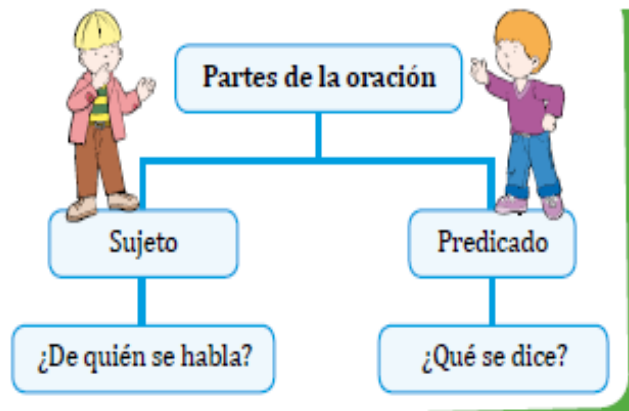 Partes de la oración
Sujeto
Predicado
¿De quién se habla?
¿Qué se dice?